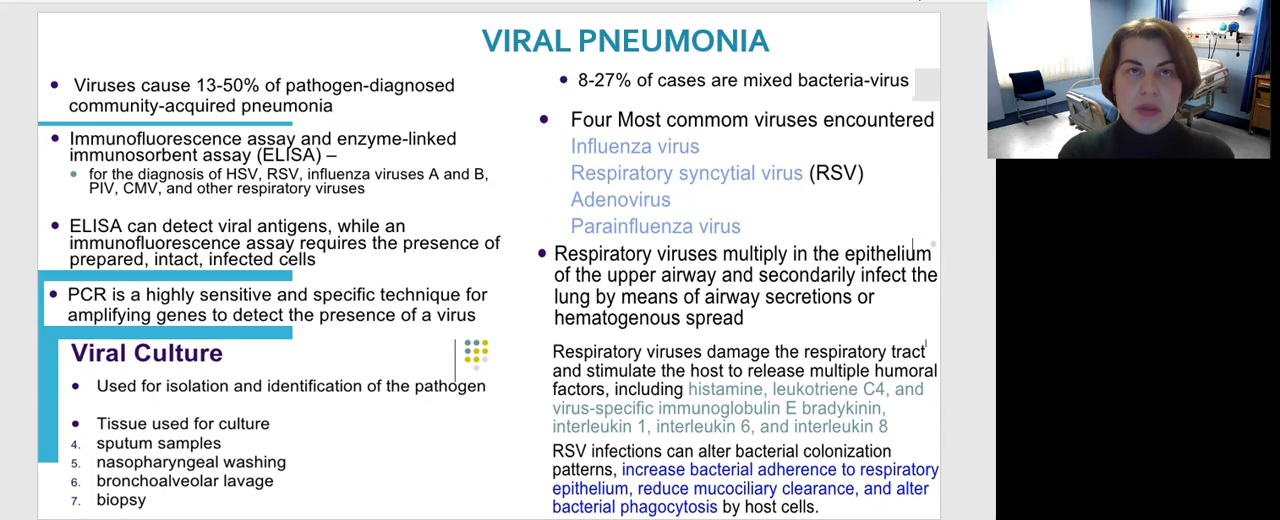 VIRAL PNEUMONIA
• Viruses cause 13-50% of pathogen-diagnosed
community-acquired pneumonia
• Immunofluorescence assay and enzyme-linked
immunosorbent assay (ELISA) –
• for the diagnosis of HSV, RSV, influenza viruses A and B,
PIV, CMV, and other respiratory viruses
• ELISA can detect viral antigens, while an
immunofluorescence assay requires the presence of
prepared, intact, infected cells
• PCR is a highly sensitive and specific technique for
amplifying genes to detect the presence of a virus
Viral Culture
• Used for isolation and identification of the pathogen
• Tissue used for culture
4. sputum samples
5. nasopharyngeal washing
6. bronchoalveolar lavage
7. biopsy
• 8-27% of cases are mixed bacteria-virus
• Four Most commom viruses encountered
Influenza virus
Respiratory syncytial virus (RSV)
Adenovirus
Parainfluenza virus
• Respiratory viruses multiply in the epithelium
of the upper airway and secondarily infect the
lung by means of airway secretions or
hematogenous spread
Respiratory viruses damage the respiratory tract
and stimulate the host to release multiple humoral
factors, including histamine, leukotriene C4, and
virus-specific immunoglobulin E bradykinin,
interleukin 1, interleukin 6, and interleukin 8
RSV infections can alter bacterial colonization
patterns, increase bacterial adherence to respiratory
epithelium, reduce mucociliary clearance, and alter
bacterial phagocytosis by host cells.